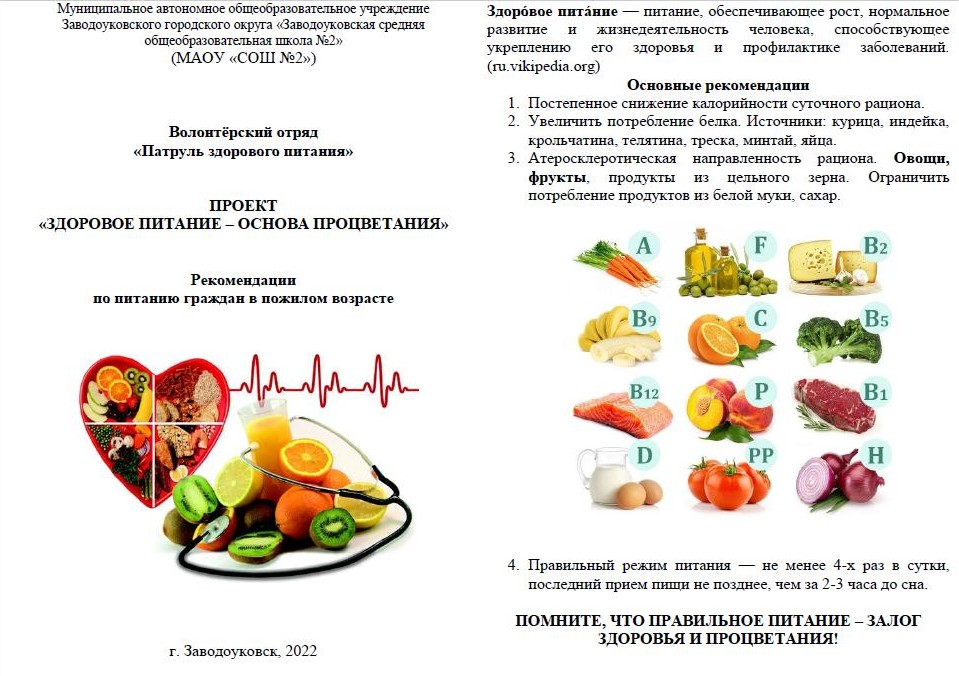 Муниципальное автономное общеобразовательное учреждение
Заводоуковского городского округа «Заводоуковская средняя
общеобразовательная школа №2»
(МАОУ «СОШ №2»)
Волонтёрский отряд
«Патруль здорового питания»
ПРОЕКТ
«ЗДОРОВОЕ ПИТАНИЕ – ОСНОВА ПРОЦВЕТАНИЯ»
Рекомендации
по питанию граждан в пожилом возрасте
г. Заводоуковск, 2022
Здоро́вое пита́ние — питание, обеспечивающее рост, нормальное
развитие и жизнедеятельность человека, способствующее
укреплению его здоровья и профилактике заболеваний.
(ru.vikipedia.org)
Основные рекомендации
1. Постепенное снижение калорийности суточного рациона.
2. Увеличить потребление белка. Источники: курица, индейка,
крольчатина, телятина, треска, минтай, яйца.
3. Атеросклеротическая направленность рациона. Овощи,
фрукты, продукты из цельного зерна. Ограничить
потребление продуктов из белой муки, сахар.
A F B2
B9 C B5
B12 P B1
D PP H
4. Правильный режим питания — не менее 4-х раз в сутки,
последний прием пищи не позднее, чем за 2-3 часа до сна.
ПОМНИТЕ, ЧТО ПРАВИЛЬНОЕ ПИТАНИЕ – ЗАЛОГ
ЗДОРОВЬЯ И ПРОЦВЕТАНИЯ!